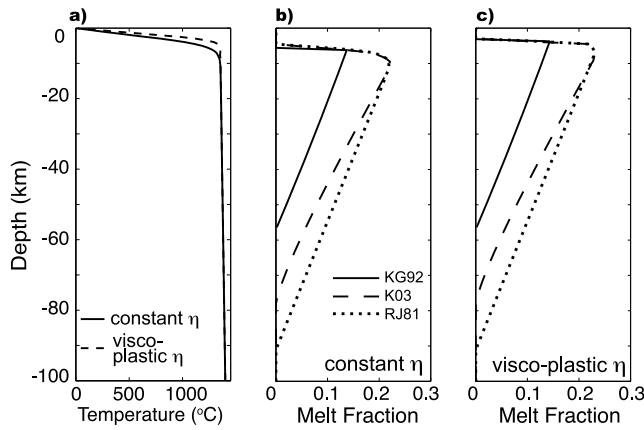 a)
b)
c)
0
-20
-40
-60
-80
-100
Depth (km)
constant η
visco-
plastic η
0 500 1000
Temperature (°C)
KG92
K03
RJ81
constant η
0 0.1 0.2 0.3
Melt Fraction
visco-plastic η
0 0.1 0.2 0.3
Melt Fraction